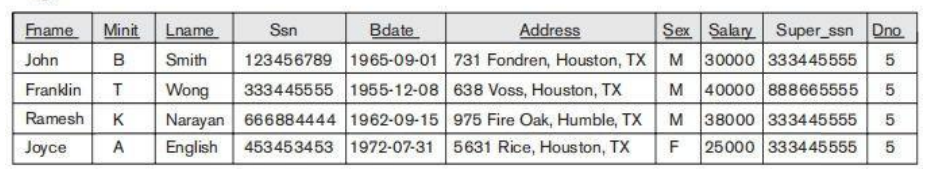 Fname Minit Lname Ssn Bdate Address Sex Salary Super_ssn Dno
John B Smith 123456789 1965-09-01 731 Fondren, Houston, TX M 30000 333445555 5
Franklin T Wong 333445555 1955-12-08 638 Voss, Houston, TX M 40000 888665555 5
Ramesh K Narayan 666884444 1962-09-15 975 Fire Oak, Humble, TX M 38000 333445555 5
Joyce A English 453453453 1972-07-31 5631 Rice, Houston, TX F 25000 333445555 5